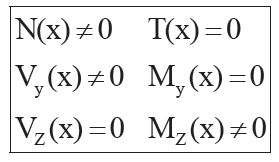 N(x) ≠ 0 T(x) = 0
V_y(x) ≠ 0 M_y(x) = 0
V_Z(x) = 0 M_Z(x) ≠ 0